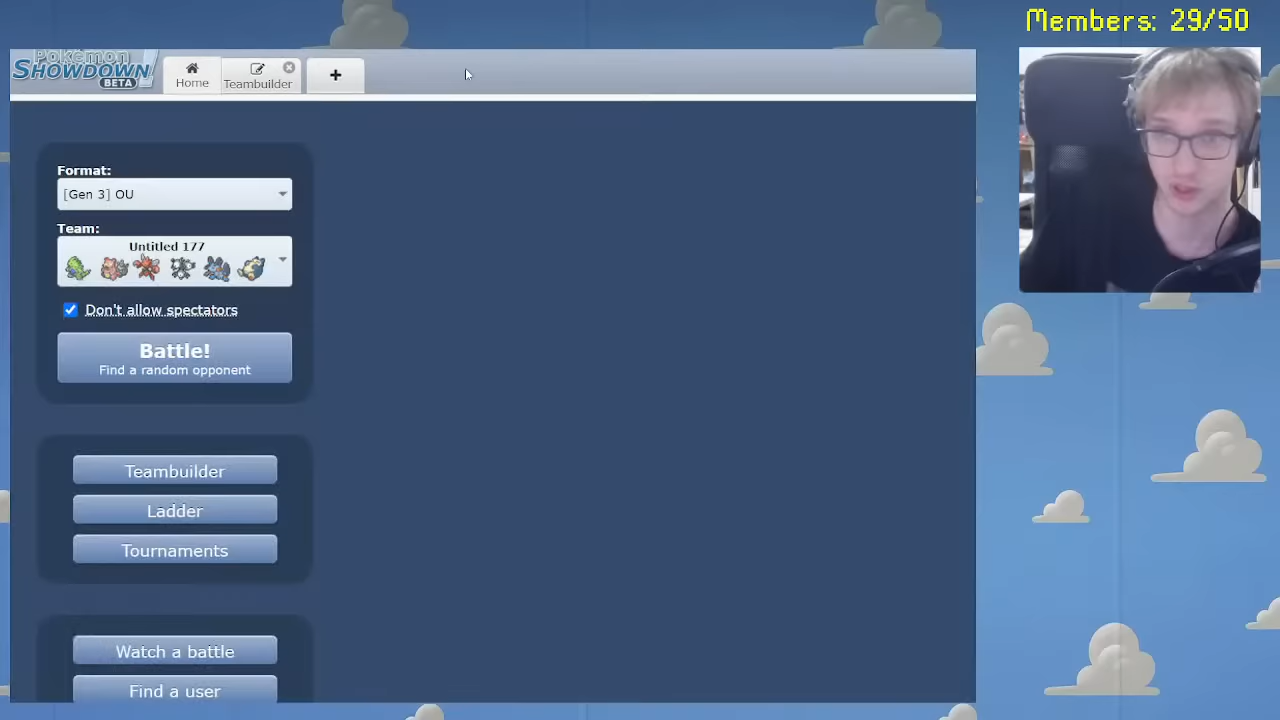 Members: 29/50
Pokémon
SHOWDOWN!
BETA
Home
Teambuilder
+
Format:
[Gen 3] OU
Team:
Untitled 177
Don't allow spectators
Battle!
Find a random opponent
Teambuilder
Ladder
Tournaments
Watch a battle
Find a user